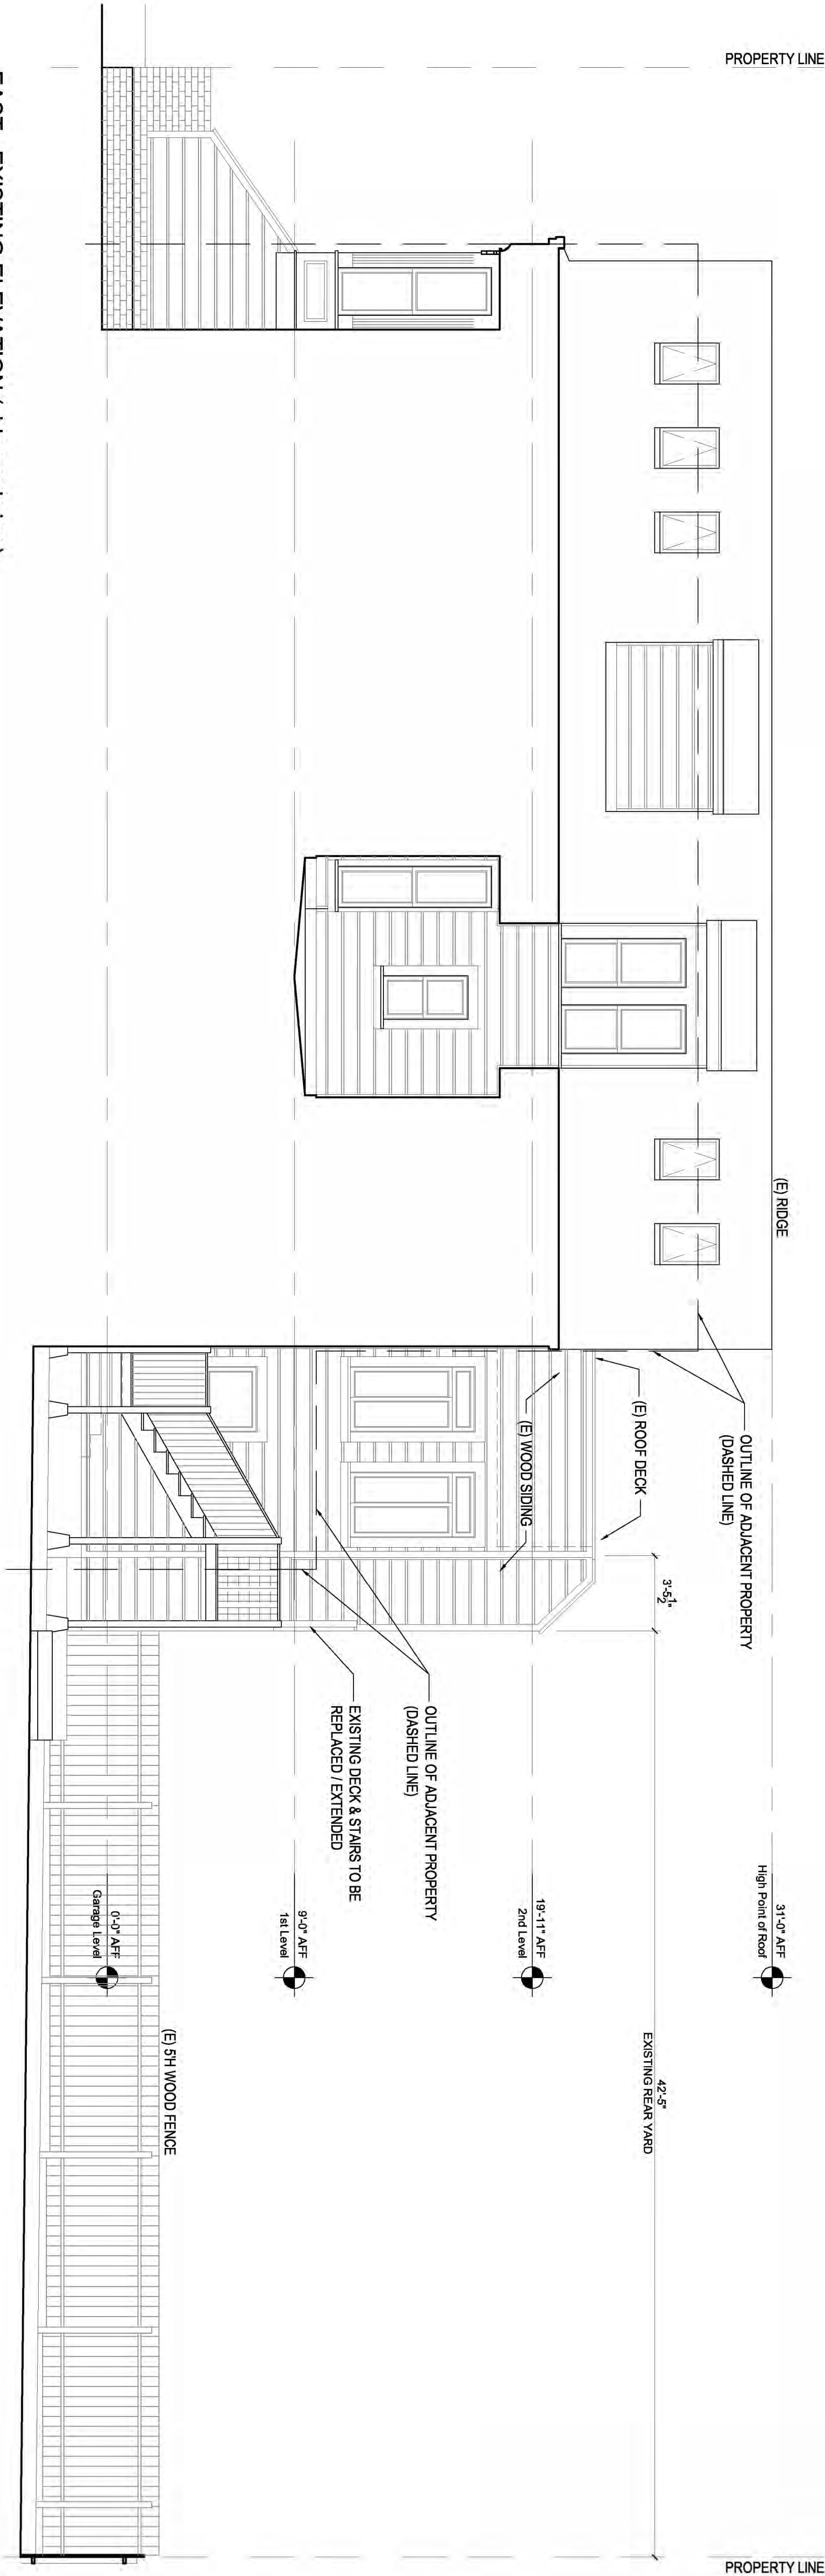 PROPERTY LINE
(E) RIDGE
OUTLINE OF ADJACENT PROPERTY
(DASHED LINE)
(E) ROOF DECK
(E) WOOD SIDING
3'-5 1/2"
OUTLINE OF ADJACENT PROPERTY
(DASHED LINE)
EXISTING DECK & STAIRS TO BE
REPLACED / EXTENDED
31'-0" AFF
High Point of Roof
19'-11" AFF
2nd Level
9'-0" AFF
1st Level
0'-0" AFF
Garage Level
42'-5"
EXISTING REAR YARD
(E) 5'H WOOD FENCE
PROPERTY LINE